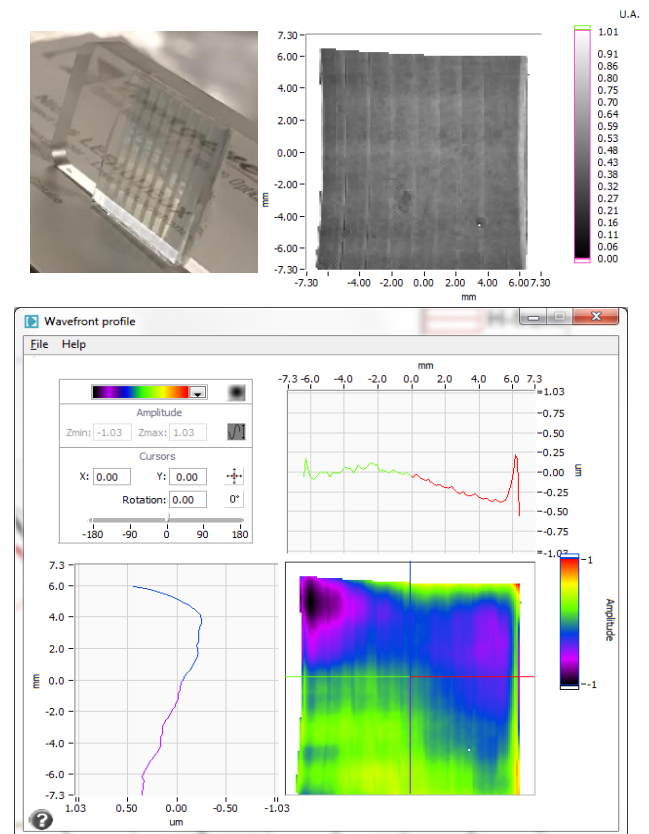 U.A.
7.30
6.00
4.00
2.00
0.00
-2.00
-4.00
-6.00
-7.30
mm
-7.30 -6.00 -4.00 -2.00 0.00 2.00 4.00 6.007.30
mm
1.01
0.91
0.86
0.80
0.75
0.70
0.64
0.59
0.53
0.48
0.43
0.38
0.32
0.27
0.21
0.16
0.11
0.06
0.00
Wavefront profile
File Help
Amplitude
Zmin: -1.03 Zmax: 1.03
Cursors
X: 0.00 Y: 0.00
Rotation: 0.00 0°
-180 -90 0 90 180
mm
-7.3 -6.0 -4.0 -2.0 0.0 2.0 4.0 6.0 7.3
1.03
0.75
0.50
0.25
0.00
-0.25
-0.50
-0.75
-1.03
um
7.3
6.0
4.0
2.0
0.0
-2.0
-4.0
-6.0
-7.3
mm
1.03 0.50 0.00 -0.50 -1.03
um
1
-1
Amplitude